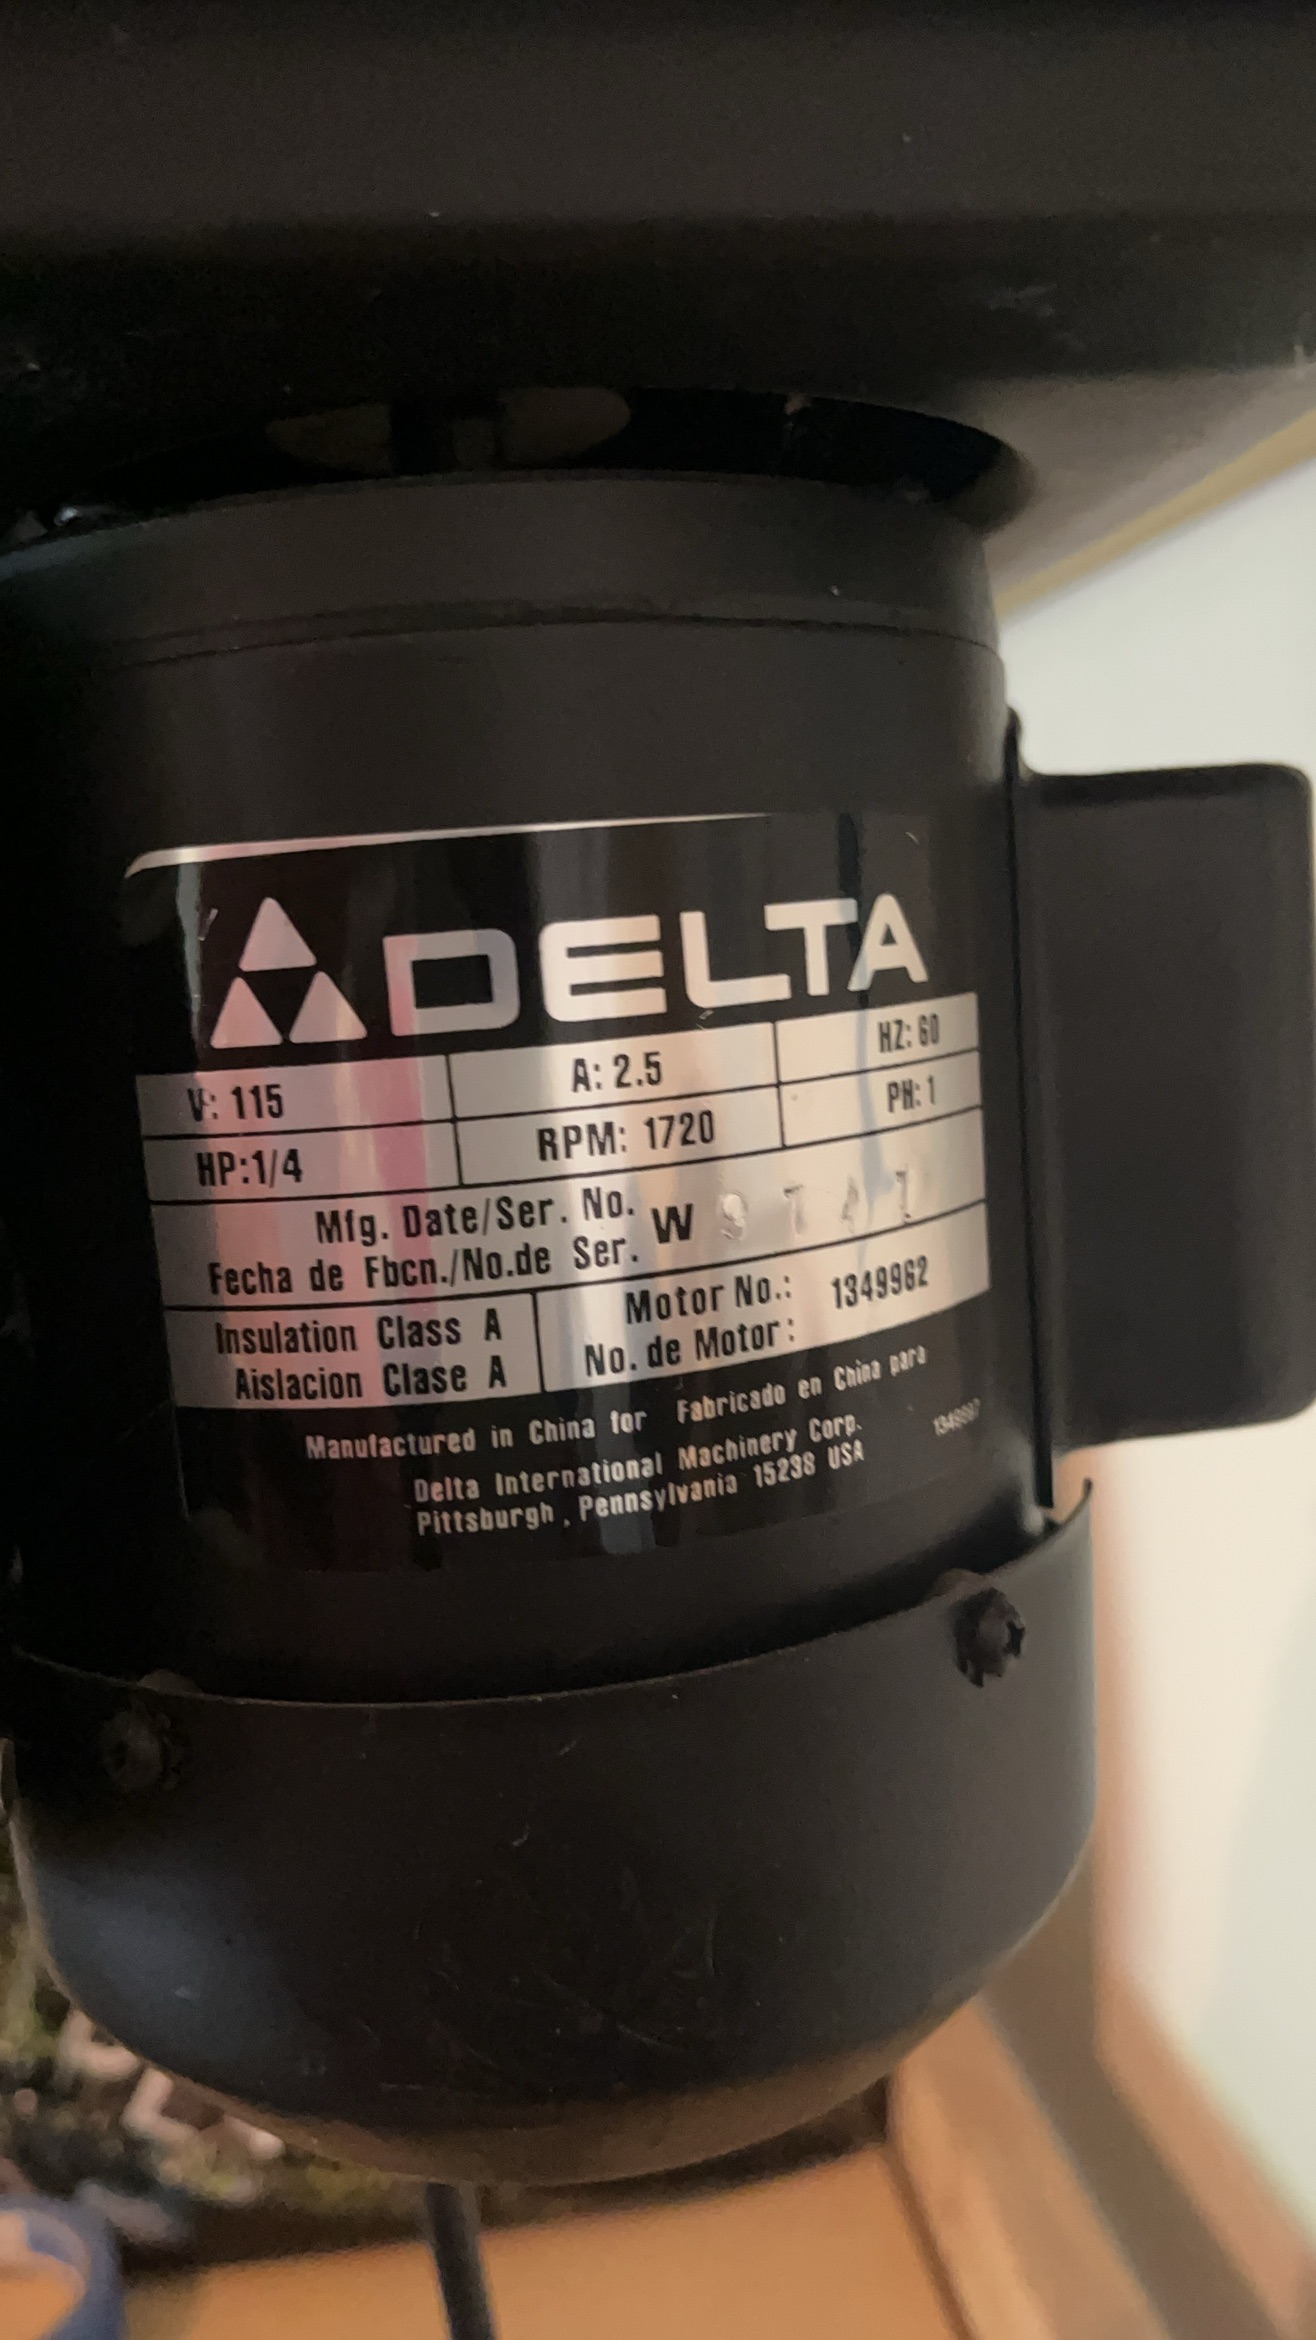 DELTA
V: 115 A: 2.5 HZ: 60
HP:1/4 RPM: 1720 PH: 1
Mfg. Date/Ser. No.
Fecha de Fbcn./No.de Ser. W
Insulation Class A
Aislacion Clase A
Motor No.: 1349962
No. de Motor:
Manufactured in China for Fabricado en China para
Delta International Machinery Corp.
Pittsburgh, Pennsylvania 15238 USA